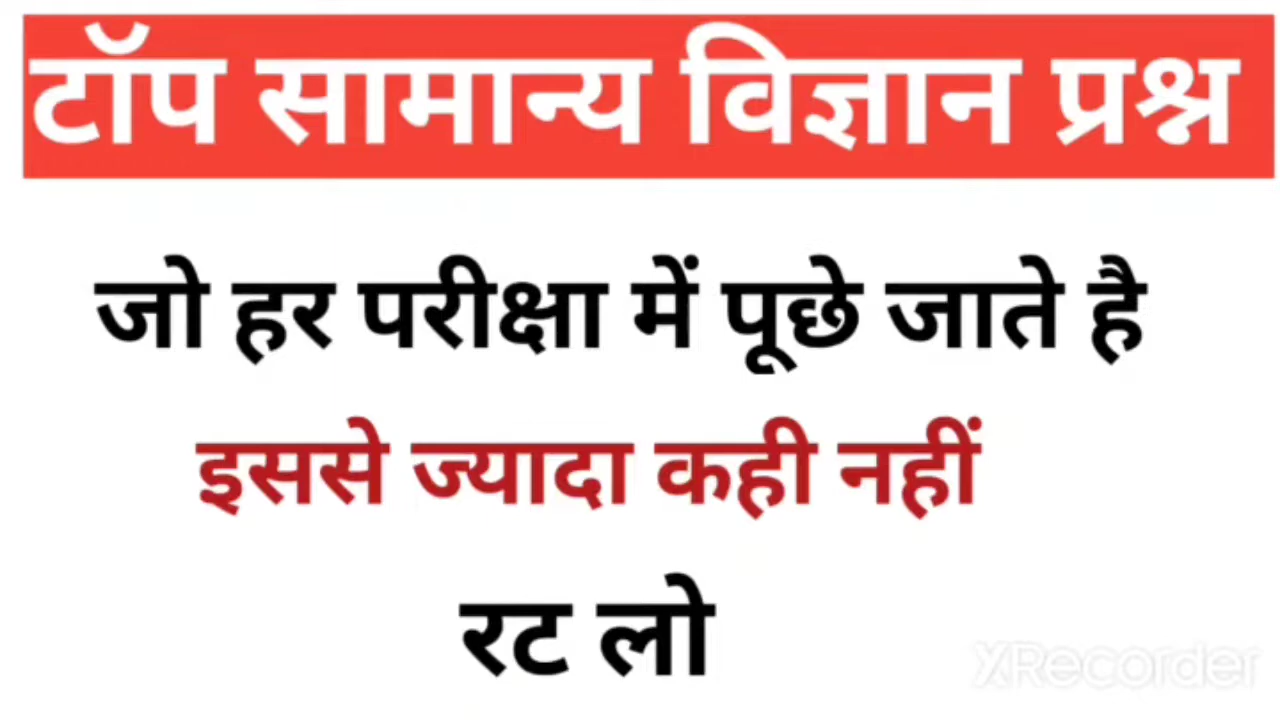 टॉप सामान्य विज्ञान प्रश्न
जो हर परीक्षा में पूछे जाते है
इससे ज्यादा कही नहीं
रट लो
XRecorder